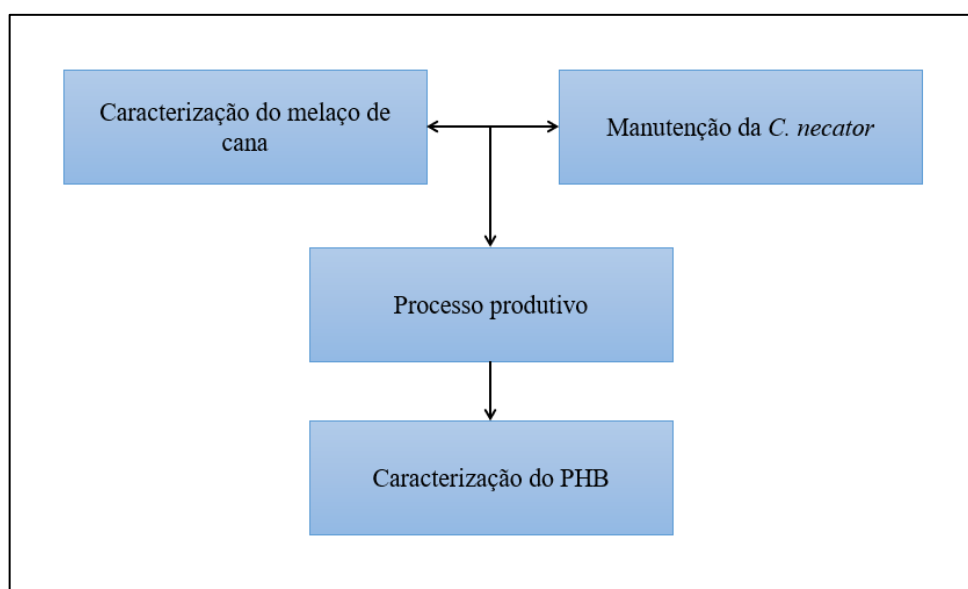 Caracterização do melaço de
cana
Manutenção da C. necator
Processo produtivo
Caracterização do PHB